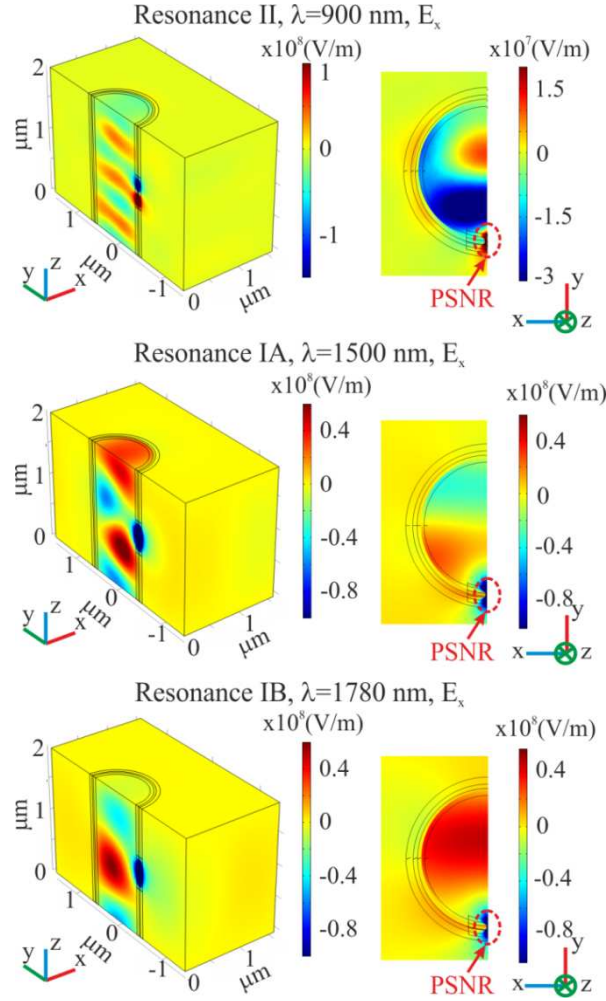 Resonance II, λ=900 nm, Eₓ
x10⁸(V/m)
x10⁷(V/m)
2
1
0
μm
1
0
-1
μm
0
1
μm
y z x
1
0
-1
1.5
0
-1.5
-3
PSNR
y
x
z
Resonance IA, λ=1500 nm, Eₓ
x10⁸(V/m)
x10⁸(V/m)
2
1
0
μm
1
0
-1
μm
0
1
μm
y z x
0.4
0
-0.4
-0.8
0.4
0
-0.4
-0.8
PSNR
y
x
z
Resonance IB, λ=1780 nm, Eₓ
x10⁸(V/m)
x10⁸(V/m)
2
1
0
μm
1
0
-1
μm
0
1
μm
y z x
0.4
0
-0.4
-0.8
0.4
0
-0.4
-0.8
PSNR
y
x
z